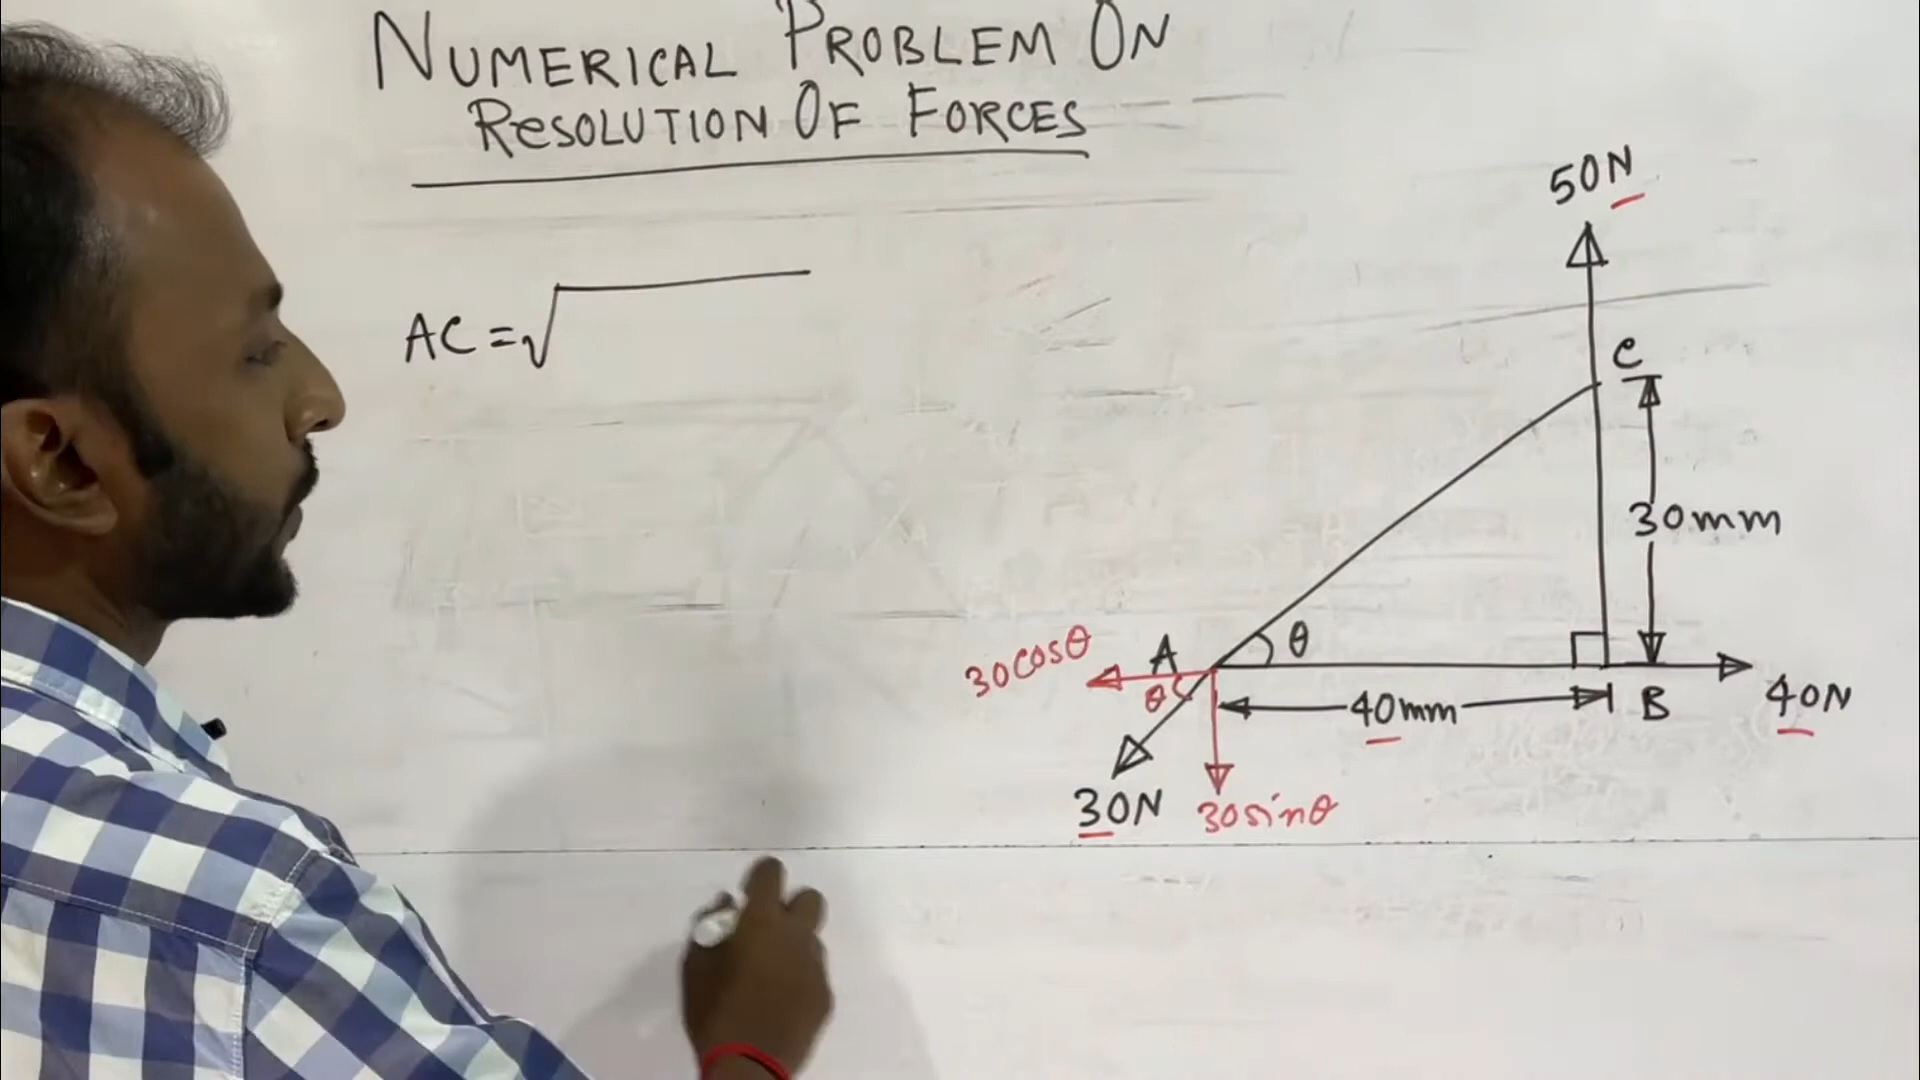 NUMERICAL PROBLEM ON
RESOLUTION OF FORCES
50N
AC = √
C
30mm
θ
30cosθ
A
θ
40mm
B
40N
30N
30sinθ